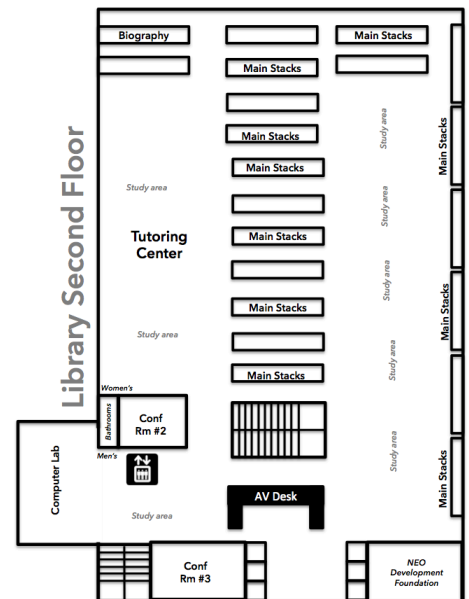 Library Second Floor
Biography
Main Stacks
Main Stacks
Main Stacks
Main Stacks
Main Stacks
Main Stacks
Main Stacks
Main Stacks
Main Stacks
Main Stacks
Study area
Study area
Study area
Study area
Study area
Study area
Tutoring
Center
Study area
Women's
Bathrooms
Men's
Conf
Rm #2
Computer Lab
Study area
AV Desk
Conf
Rm #3
NEO
Development
Foundation